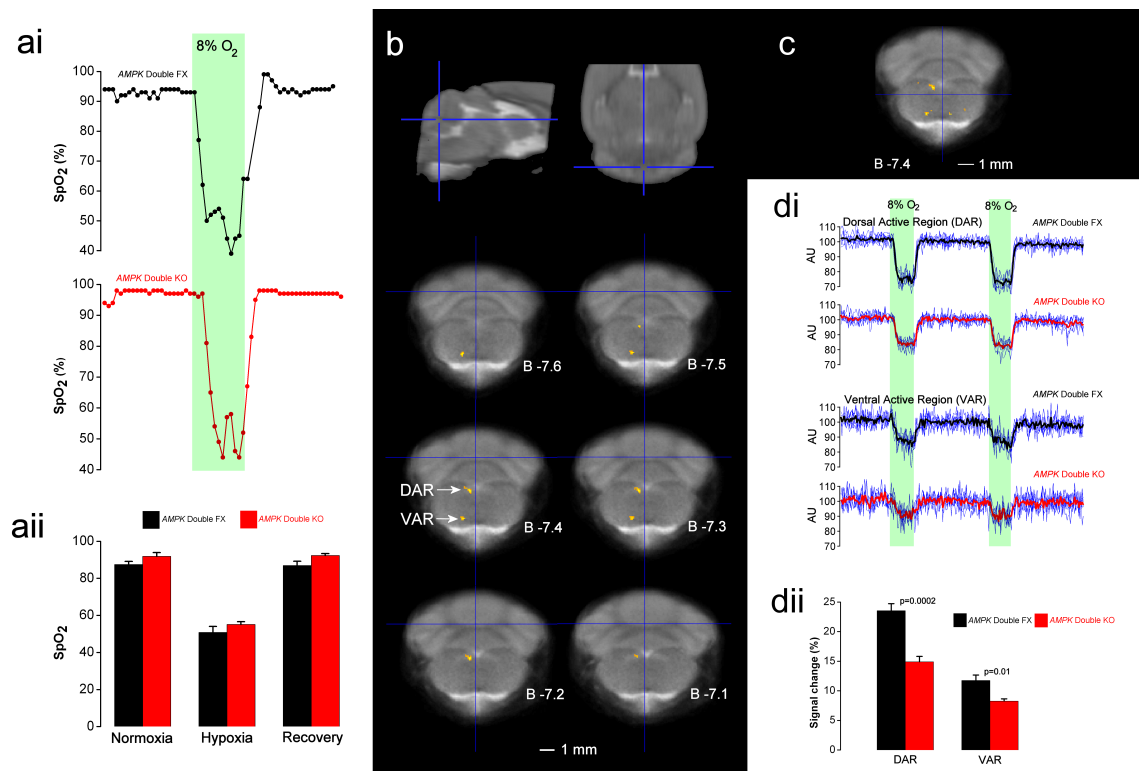 ai
8% O2
AMPK Double FX
100
90
80
70
60
50
40
SpO2 (%)
AMPK Double KO
100
90
80
70
60
50
40
SpO2 (%)
aii
AMPK Double FX
AMPK Double KO
100
80
60
40
20
0
SpO2
Normoxia Hypoxia Recovery
b
B -7.6
B -7.5
DAR
VAR
B -7.4
B -7.3
B -7.2
B -7.1
1 mm
c
B -7.4
1 mm
di
8% O2
8% O2
Dorsal Active Region (DAR)
AMPK Double FX
110
100
90
80
70
AU
AMPK Double KO
110
100
90
80
70
AU
Ventral Active Region (VAR)
AMPK Double FX
110
100
90
80
70
AU
AMPK Double KO
110
100
90
80
70
AU
dii
25
20
15
10
5
0
Signal change (%)
p=0.0002
AMPK Double FX
AMPK Double KO
p=0.01
DAR
VAR